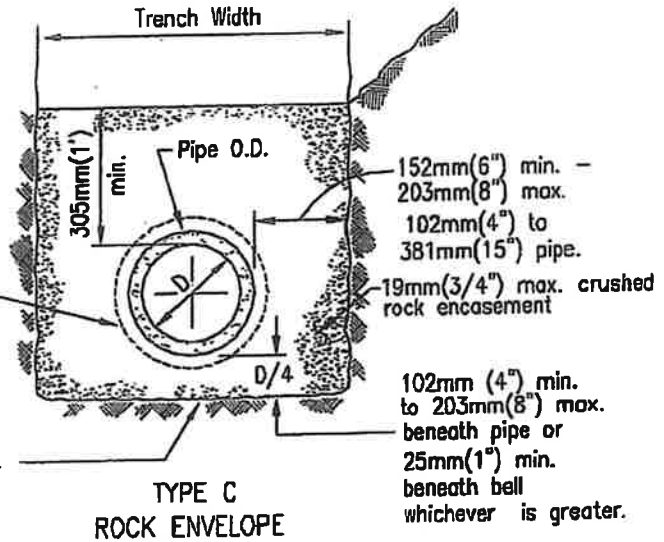 Trench Width
305mm(1')
min.
Pipe O.D.
152mm(6") min. -
203mm(8") max.
102mm(4") to
381mm(15") pipe.
19mm(3/4") max. crushed
rock encasement
D
D/4
102mm (4") min.
to 203mm(8") max.
beneath pipe or
25mm(1") min.
beneath bell
whichever is greater.
TYPE C
ROCK ENVELOPE